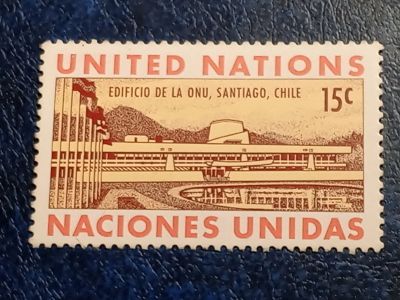 UNITED NATIONS
EDIFICIO DE LA ONU, SANTIAGO, CHILE 15c
NACIONES UNIDAS